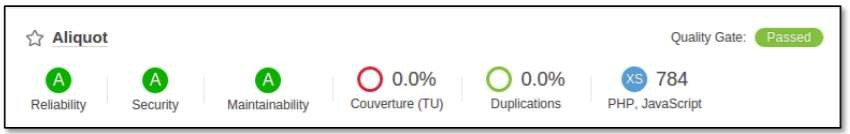 Aliquot
Quality Gate: Passed
A A A 0.0% 0.0% XS 784
Reliability Security Maintainability Couverture (TU) Duplications PHP, JavaScript